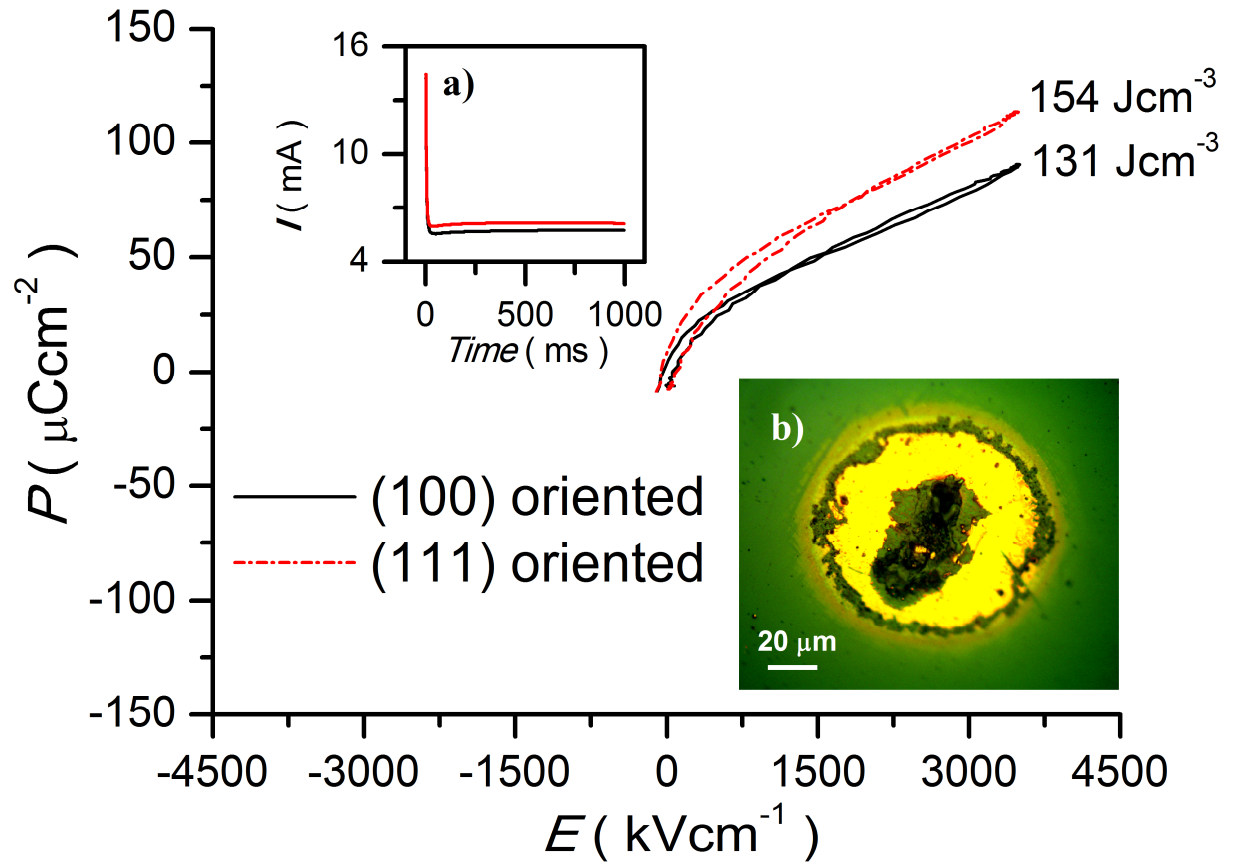 150
100
50
0
-50
-100
-150
P ( μCcm⁻² )
-4500 -3000 -1500 0 1500 3000 4500
E ( kVcm⁻¹ )
154 Jcm⁻³
131 Jcm⁻³
(100) oriented
(111) oriented
a)
16
10
4
I ( mA )
0 500 1000
Time ( ms )
b)
20 μm